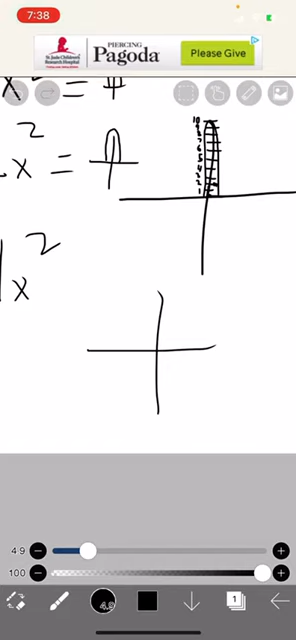 7:38
St. Jude Children's
Research Hospital
PIERCING
Pagoda
Please Give
x² =
10
9
8
7
6
5
4
3
2
1
x² =
x²
4.9
100
4.9
1